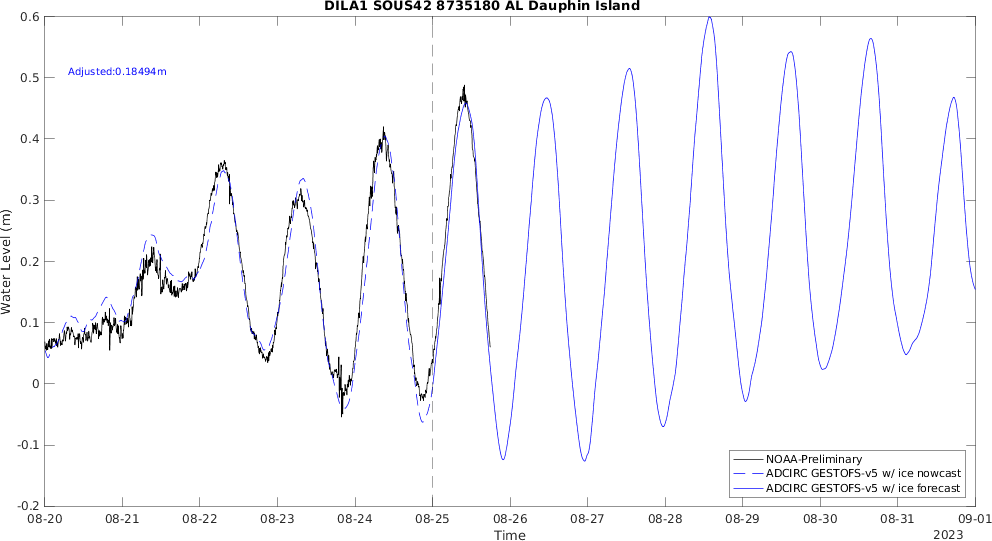 DILA1 SOUS42 8735180 AL Dauphin Island
Adjusted:0.18494m
Water Level (m)
0.6
0.5
0.4
0.3
0.2
0.1
0
-0.1
-0.2
NOAA-Preliminary
ADCIRC GESTOFS-v5 w/ ice nowcast
ADCIRC GESTOFS-v5 w/ ice forecast
08-20 08-21 08-22 08-23 08-24 08-25 08-26 08-27 08-28 08-29 08-30 08-31 09-01
Time
2023